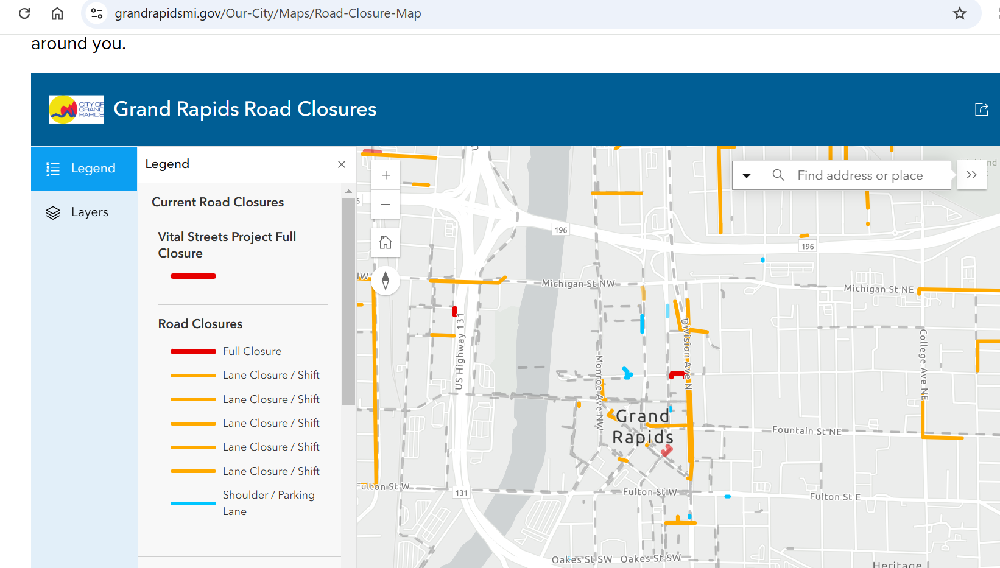 grandrapidsmi.gov/Our-City/Maps/Road-Closure-Map
around you.
CITY OF
GRAND
RAPIDS
Grand Rapids Road Closures
Legend
Layers
Legend
Current Road Closures
Vital Streets Project Full
Closure
Road Closures
Full Closure
Lane Closure / Shift
Lane Closure / Shift
Lane Closure / Shift
Lane Closure / Shift
Lane Closure / Shift
Shoulder / Parking
Lane
Find address or place
196
196
NW
Michigan St NW
Michigan St NE
US Highway 131
Division Ave N
College Ave NE
Monroe Ave NW
Grand
Rapids
Fountain St NE
Fulton St W
131
Fulton St W
Fulton St E
Oakes St SW
Oakes St SW
Heritage